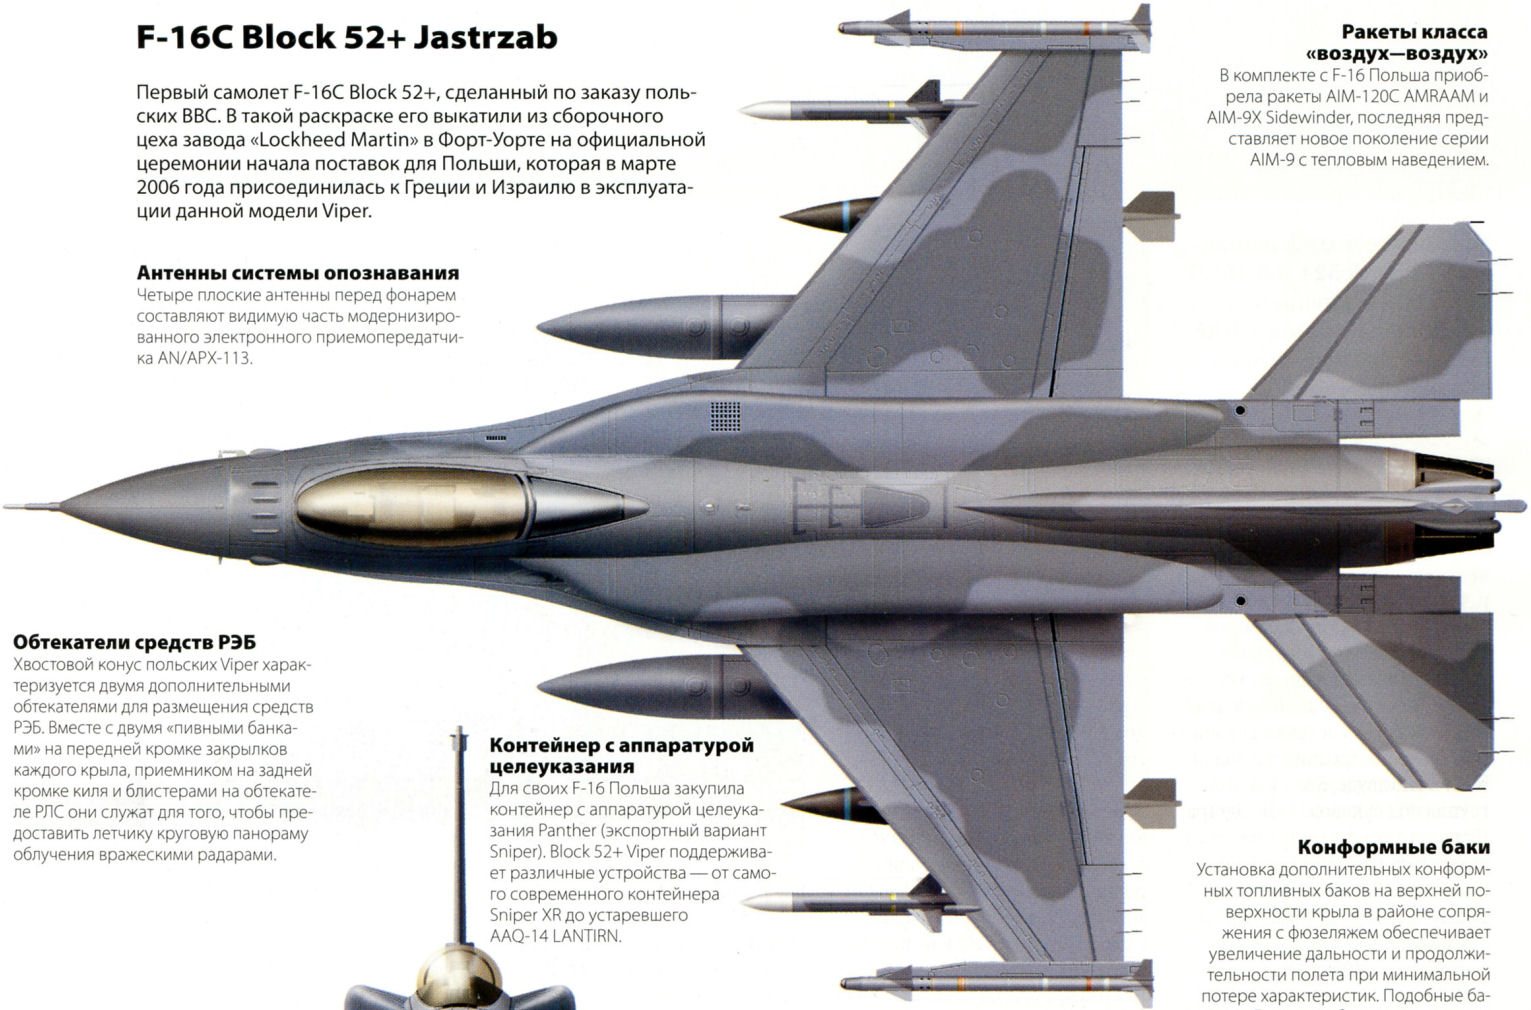 F-16C Block 52+ Jastrzab
Первый самолет F-16C Block 52+, сделанный по заказу поль-
ских ВВС. В такой раскраске его выкатили из сборочного
цеха завода «Lockheed Martin» в Форт-Уорте на официальной
церемонии начала поставок для Польши, которая в марте
2006 года присоединилась к Греции и Израилю в эксплуата-
ции данной модели Viper.
Ракеты класса
«воздух—воздух»
В комплекте с F-16 Польша приоб-
рела ракеты AIM-120C AMRAAM и
AIM-9X Sidewinder, последняя пред-
ставляет новое поколение серии
AIM-9 с тепловым наведением.
Антенны системы опознавания
Четыре плоские антенны перед фонарем
составляют видимую часть модернизиро-
ванного электронного приемопередатчи-
ка AN/APX-113.
Обтекатели средств РЭБ
Хвостовой конус польских Viper харак-
теризуется двумя дополнительными
обтекателями для размещения средств
РЭБ. Вместе с двумя «пивными банка-
ми» на передней кромке закрылков
каждого крыла, приемником на задней
кромке киля и блистерами на обтекате-
ле РЛС они служат для того, чтобы пре-
доставить летчику круговую панораму
облучения вражескими радарами.
Контейнер с аппаратурой
целеуказания
Для своих F-16 Польша закупила
контейнер с аппаратурой целеука-
зания Panther (экспортный вариант
Sniper). Block 52+ Viper поддержива-
ет различные устройства — от само-
го современного контейнера
Sniper XR до устаревшего
AAQ-14 LANTIRN.
Конформные баки
Установка дополнительных конформ-
ных топливных баков на верхней по-
верхности крыла в районе сопря-
жения с фюзеляжем обеспечивает
увеличение дальности и продолжи-
тельности полета при минимальной
потере характеристик. Подобные ба-